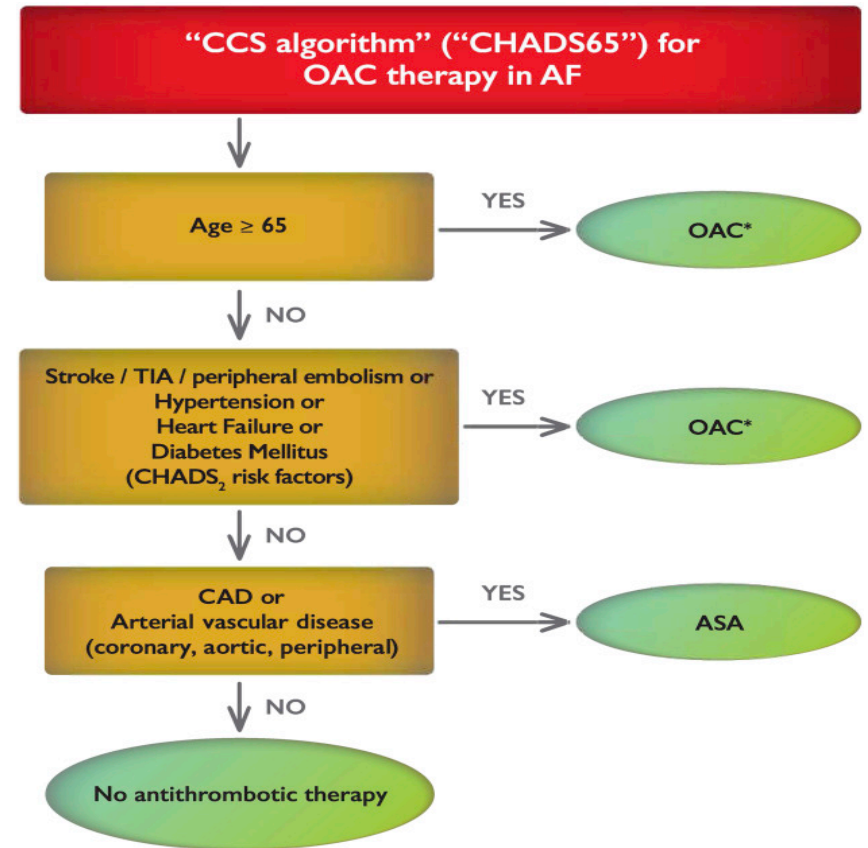 “CCS algorithm” (“CHADS65”) for
OAC therapy in AF
Age ≥ 65
YES
OAC*
NO
Stroke / TIA / peripheral embolism or
Hypertension or
Heart Failure or
Diabetes Mellitus
(CHADS₂ risk factors)
YES
OAC*
NO
CAD or
Arterial vascular disease
(coronary, aortic, peripheral)
YES
ASA
NO
No antithrombotic therapy